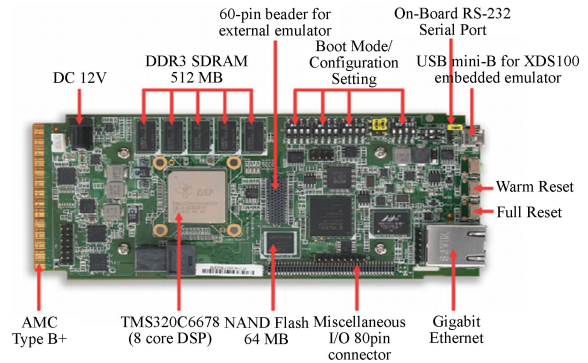 60-pin beader for
external emulator
On-Board RS-232
Serial Port
DDR3 SDRAM
512 MB
Boot Mode/
Configuration
Setting
USB mini-B for XDS100
embedded emulator
DC 12V
DSP
Warm Reset
Full Reset
AMC
Type B+
TMS320C6678
(8 core DSP)
NAND Flash
64 MB
Miscellaneous
I/O 80pin
connector
Gigabit
Ethernet